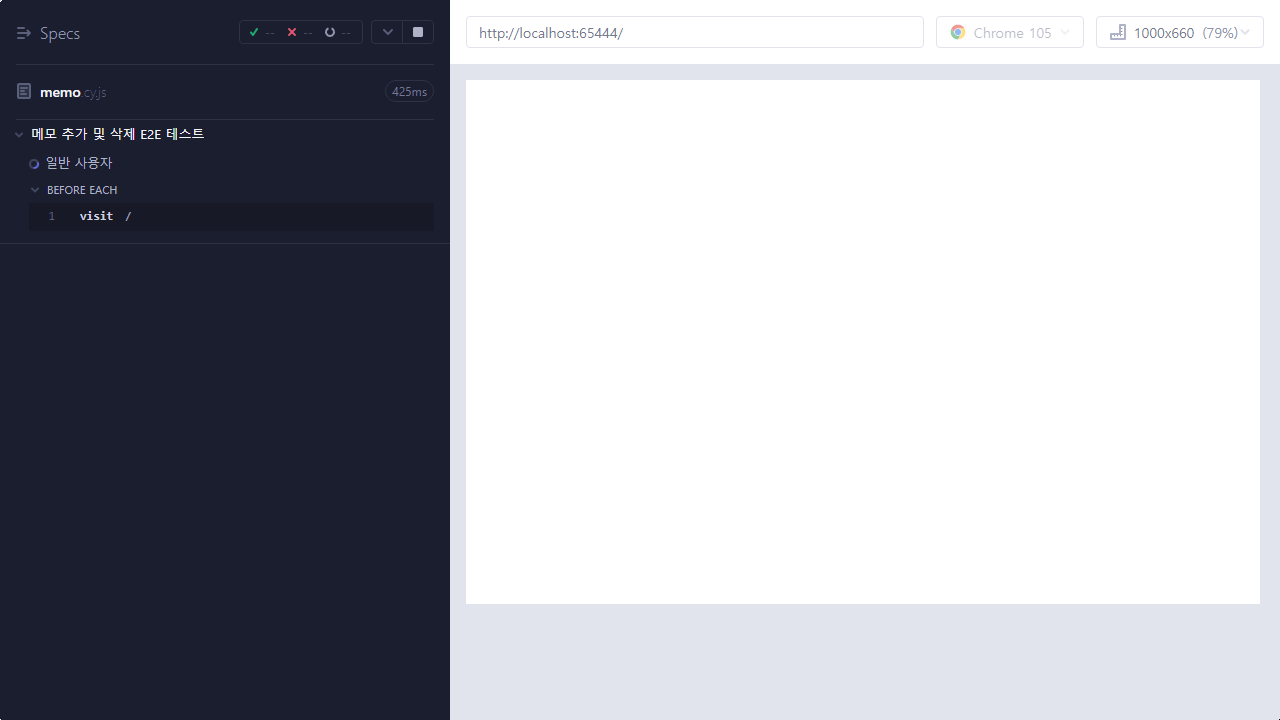 Specs -- -- --
memo.cy.js 425ms
메모 추가 및 삭제 E2E 테스트
일반 사용자
BEFORE EACH
1 visit /
http://localhost:65444/ Chrome 105 1000x660 (79%)